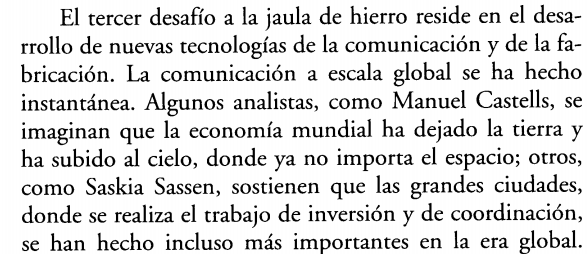 El tercer desafío a la jaula de hierro reside en el desa-
rrollo de nuevas tecnologías de la comunicación y de la fa-
bricación. La comunicación a escala global se ha hecho
instantánea. Algunos analistas, como Manuel Castells, se
imaginan que la economía mundial ha dejado la tierra y
ha subido al cielo, donde ya no importa el espacio; otros,
como Saskia Sassen, sostienen que las grandes ciudades,
donde se realiza el trabajo de inversión y de coordinación,
se han hecho incluso más importantes en la era global.